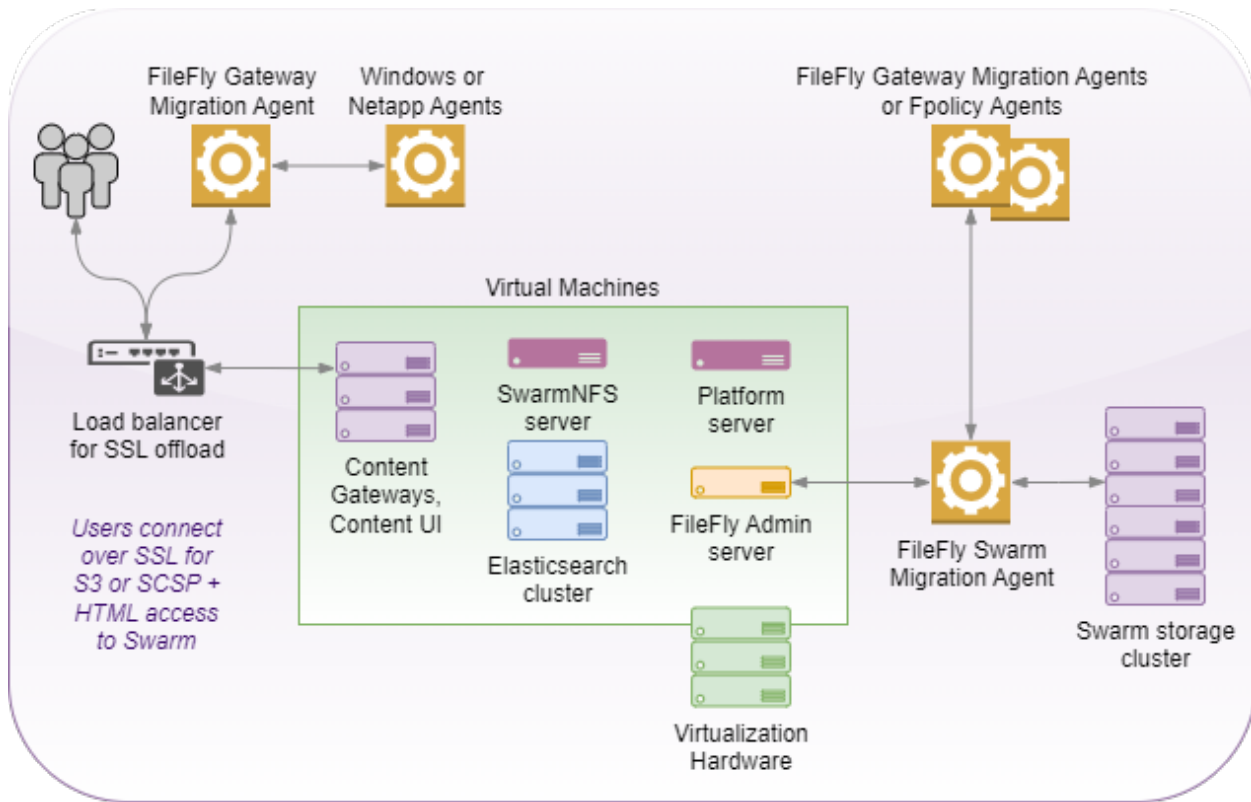 FileFly Gateway
Migration Agent
Windows or
Netapp Agents
FileFly Gateway Migration Agents
or Fpolicy Agents
Virtual Machines
Load balancer
for SSL offload
Users connect
over SSL for
S3 or SCSP +
HTML access
to Swarm
Content
Gateways,
Content UI
SwarmNFS
server
Elasticsearch
cluster
Platform
server
FileFly Admin
server
FileFly Swarm
Migration Agent
Swarm storage
cluster
Virtualization
Hardware